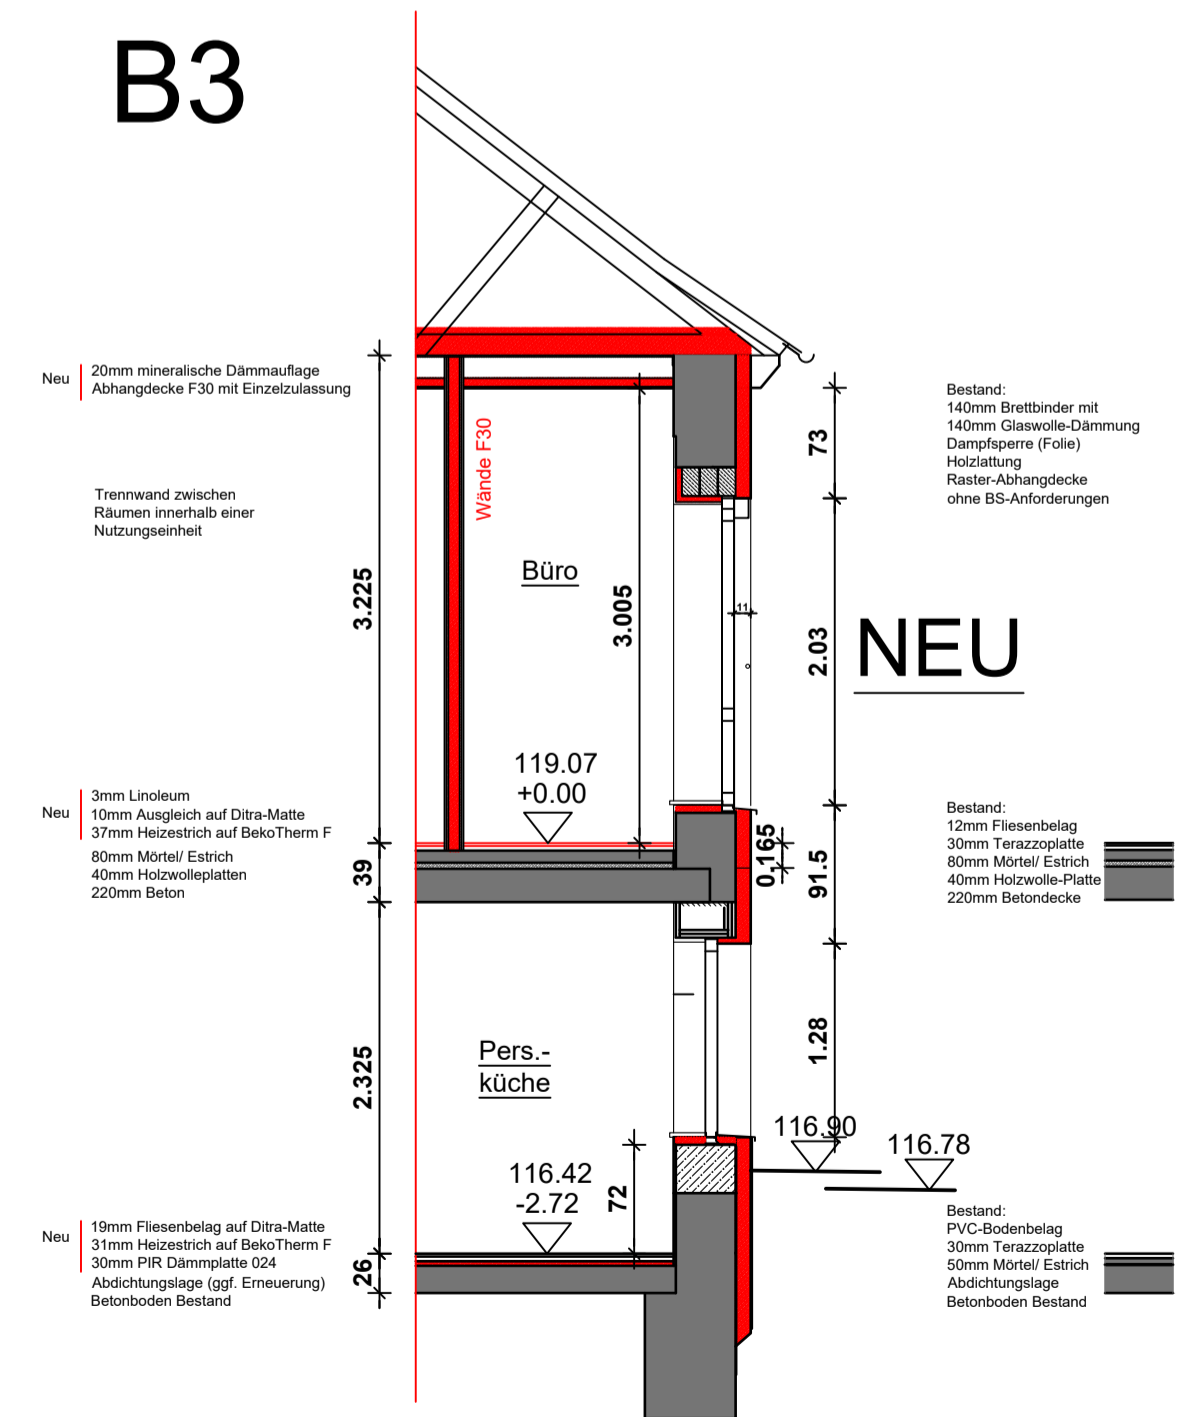 B3
Neu
20mm mineralische Dämmauflage
Abhangdecke F30 mit Einzelzulassung
Trennwand zwischen
Räumen innerhalb einer
Nutzungseinheit
Wände F30
Büro
3.225
3.005
119.07
+0.00
73
2.03
11
NEU
Bestand:
140mm Brettbinder mit
140mm Glaswolle-Dämmung
Dampfsperre (Folie)
Holzlattung
Raster-Abhangdecke
ohne BS-Anforderungen
Neu
3mm Linoleum
10mm Ausgleich auf Ditra-Matte
37mm Heizestrich auf BekoTherm F
80mm Mörtel/ Estrich
40mm Holzwolleplatten
220mm Beton
39
0,165
91.5
Bestand:
12mm Fliesenbelag
30mm Terazzoplatte
80mm Mörtel/ Estrich
40mm Holzwolle-Platte
220mm Betondecke
2.325
Pers.-
küche
1.28
116.90
116.78
116.42
-2.72
72
26
Neu
19mm Fliesenbelag auf Ditra-Matte
31mm Heizestrich auf BekoTherm F
30mm PIR Dämmplatte 024
Abdichtungslage (ggf. Erneuerung)
Betonboden Bestand
Bestand:
PVC-Bodenbelag
30mm Terazzoplatte
50mm Mörtel/ Estrich
Abdichtungslage
Betonboden Bestand